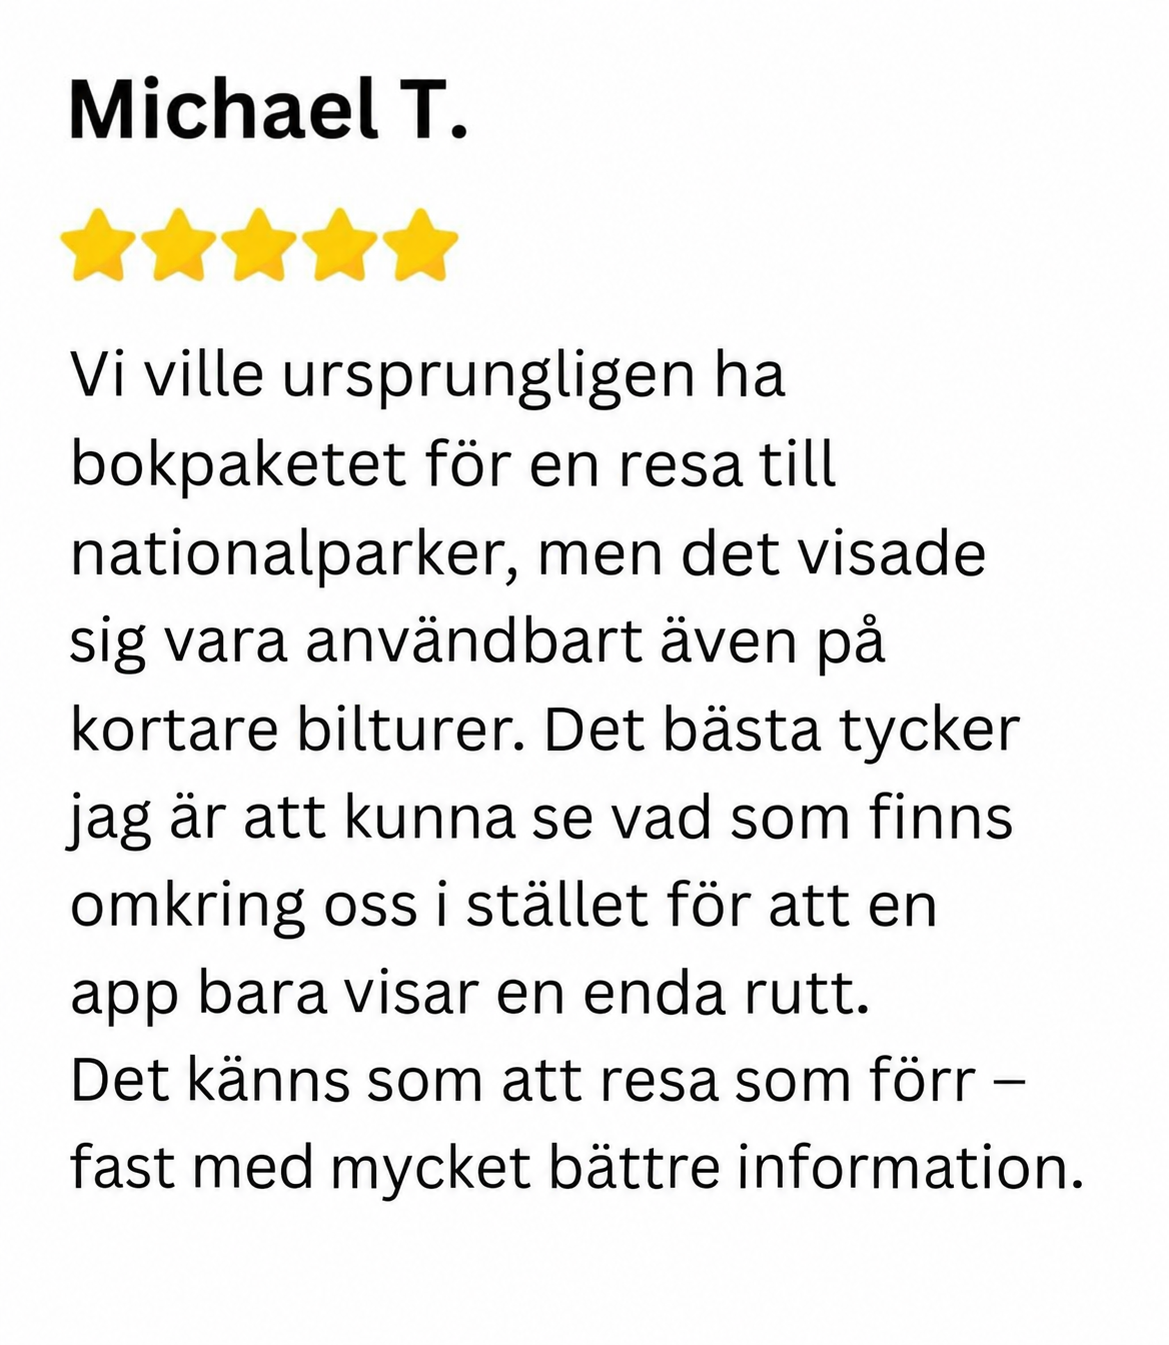 Michael T.
Vi ville ursprungligen ha
bokpaketet för en resa till
nationalparker, men det visade
sig vara användbart även på
kortare bilturer. Det bästa tycker
jag är att kunna se vad som finns
omkring oss i stället för att en
app bara visar en enda rutt.
Det känns som att resa som förr –
fast med mycket bättre information.